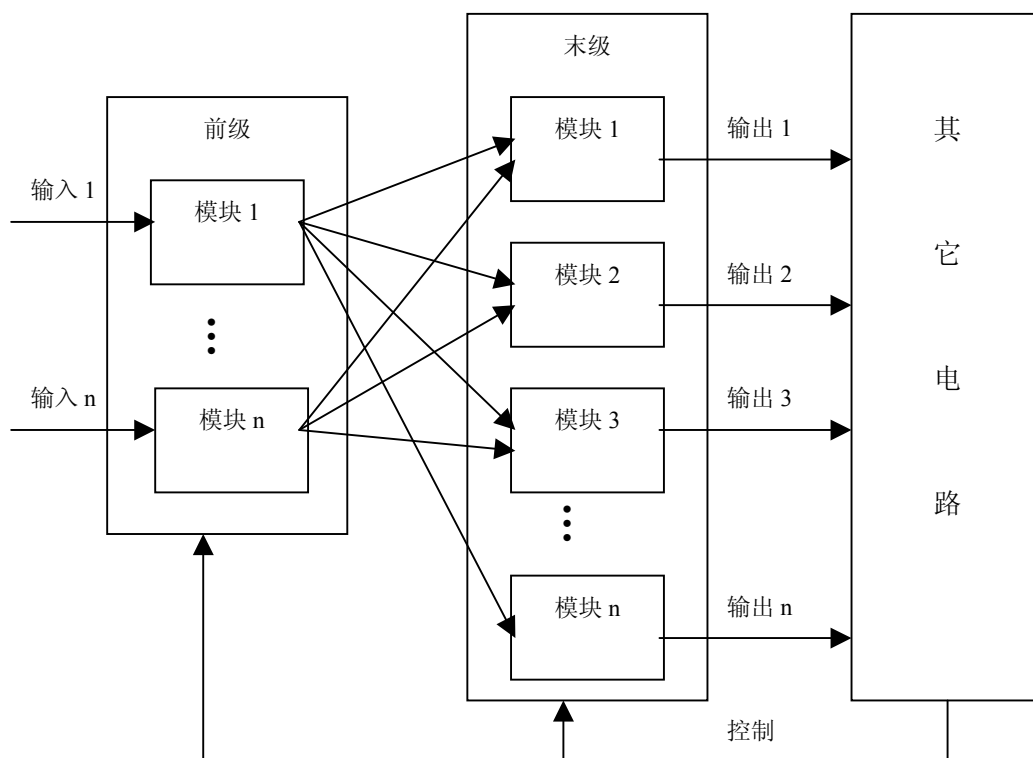 前级
输入 1
模块 1
输入 n
模块 n
末级
模块 1
模块 2
模块 3
模块 n
输出 1
输出 2
输出 3
输出 n
控制
其
它
电
路